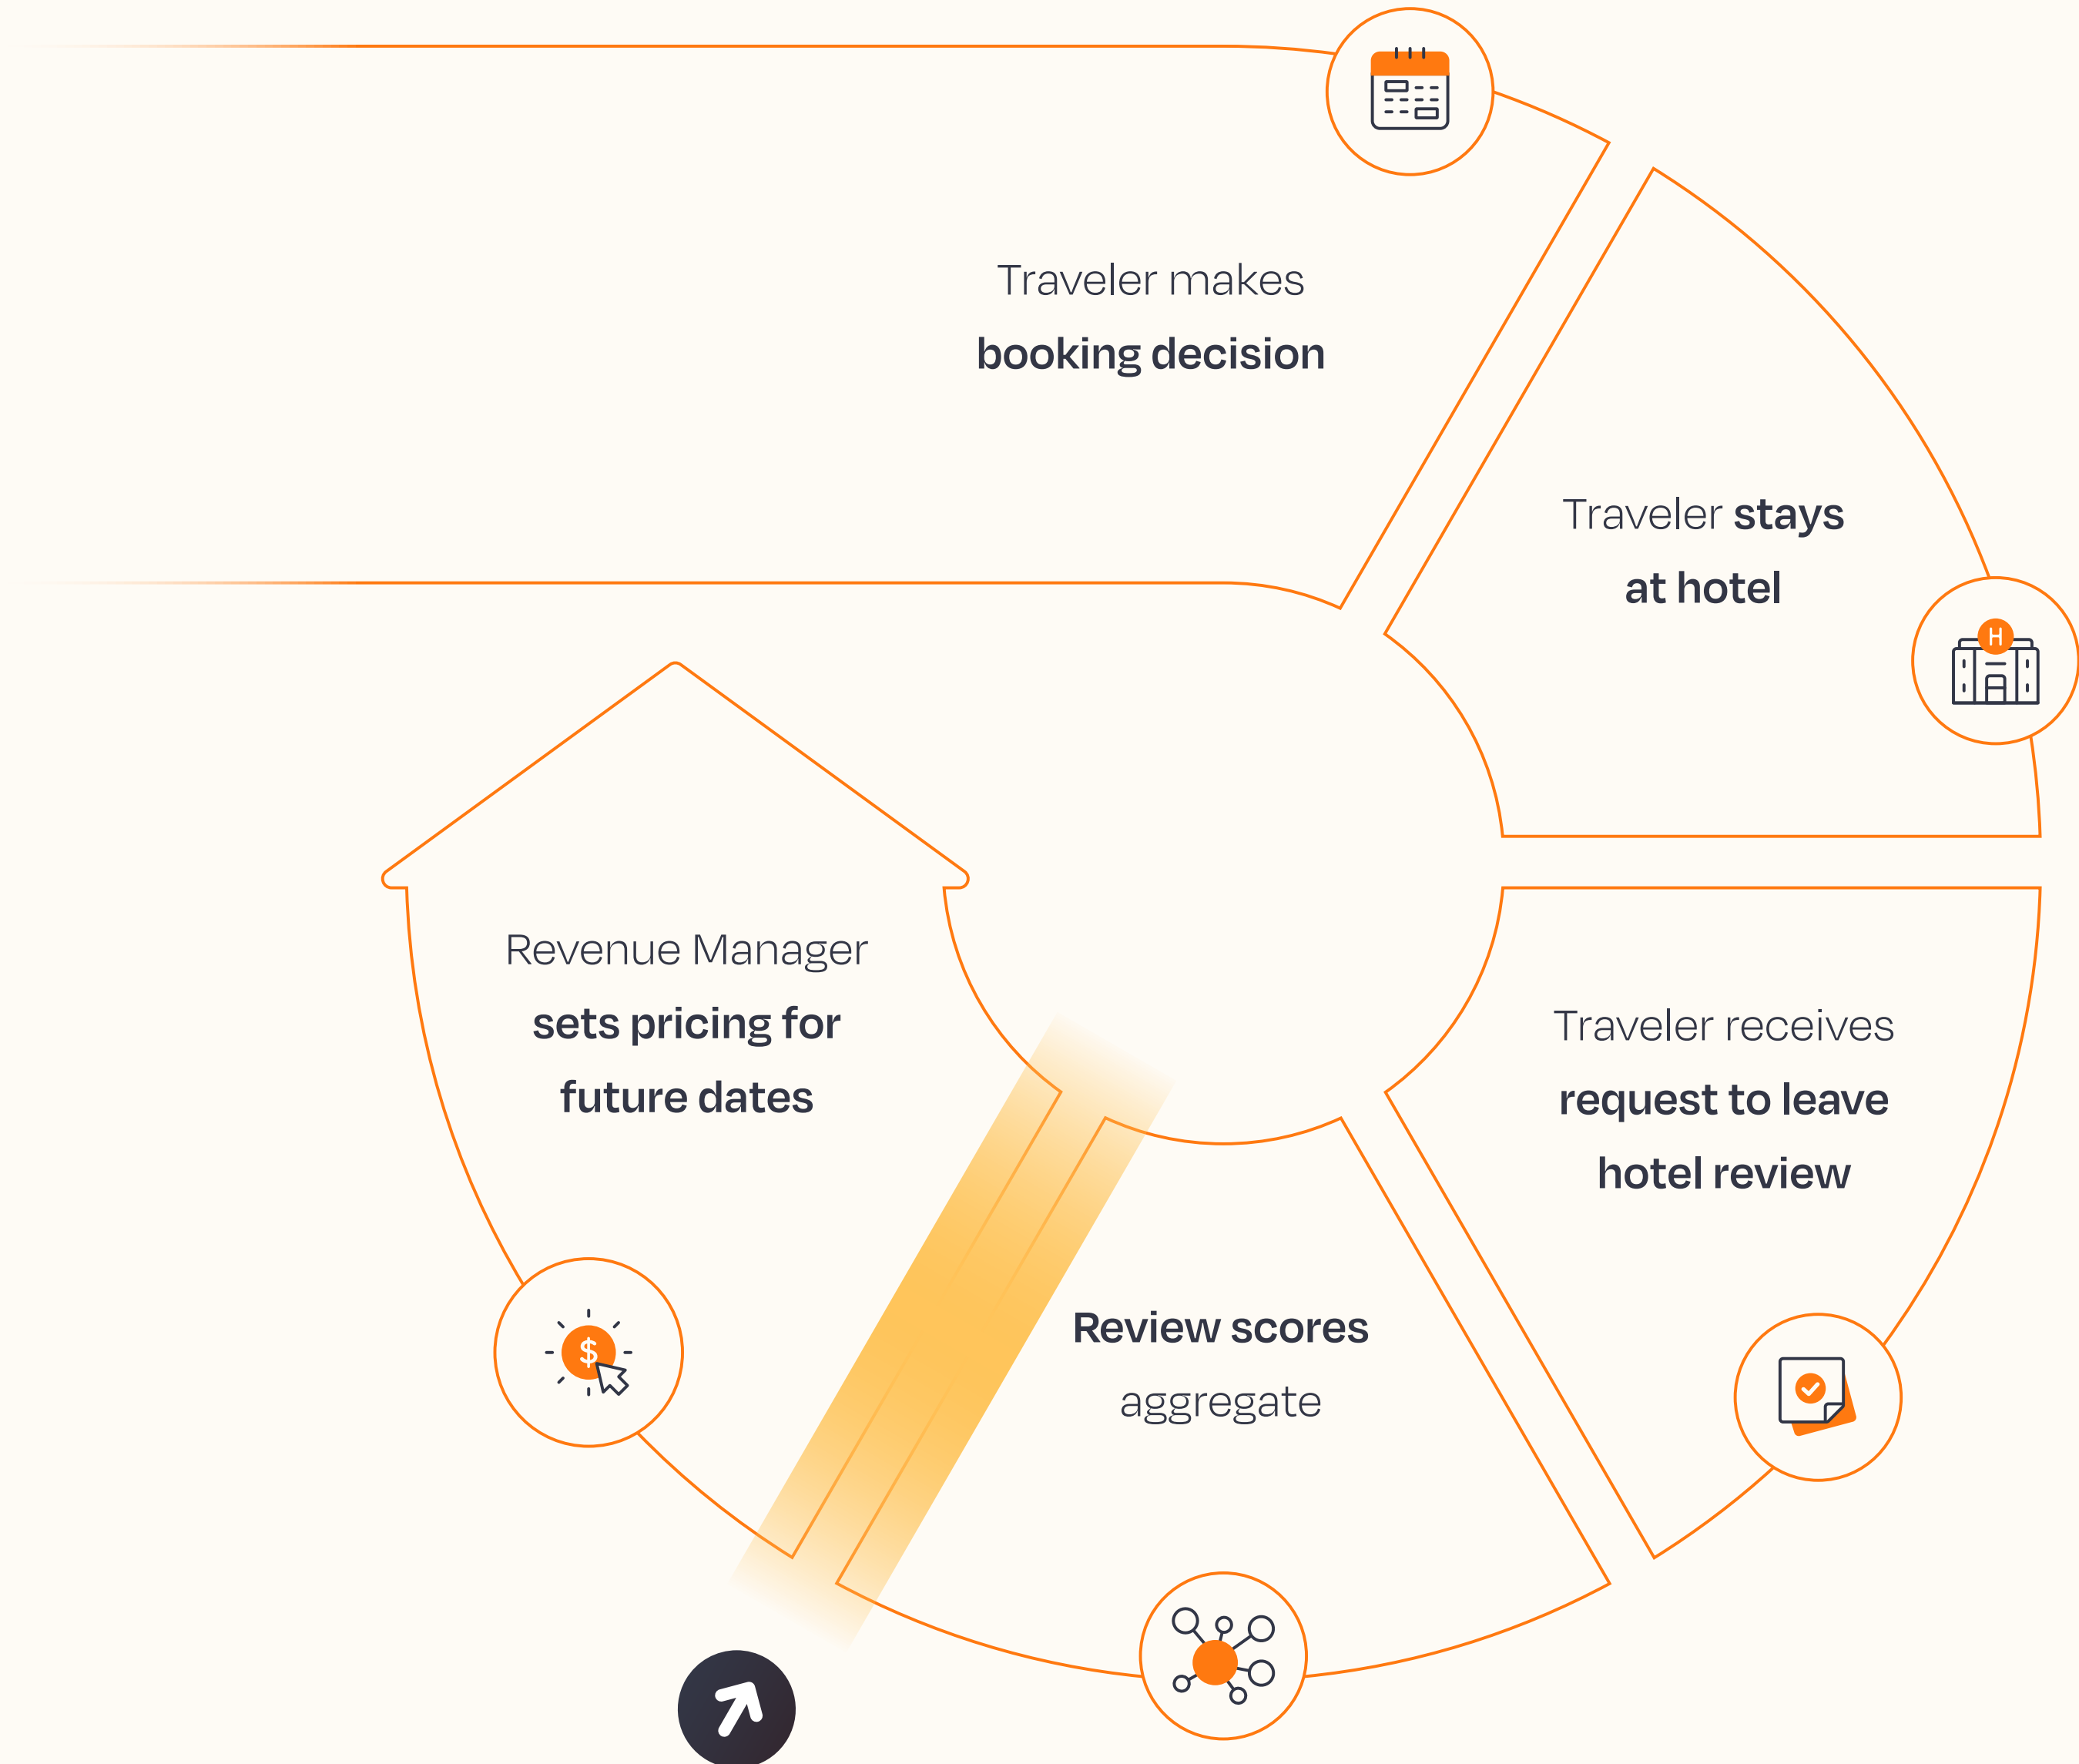 Traveler makes
booking decision
Traveler stays
at hotel
H
Revenue Manager
sets pricing for
future dates
Traveler receives
request to leave
hotel review
Review scores
aggregate
$